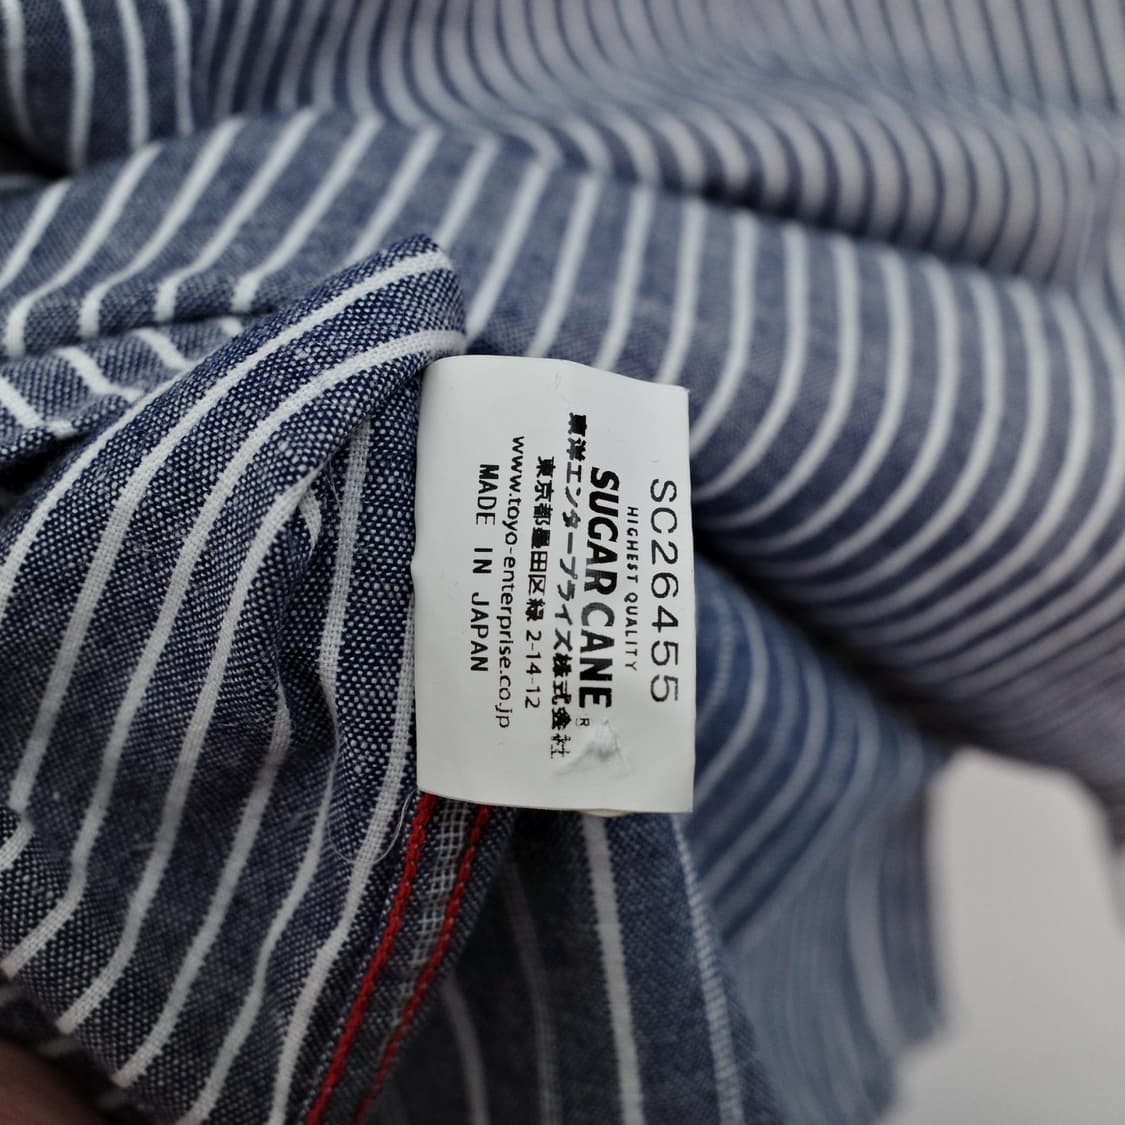 SC26455
HIGHEST QUALITY
SUGAR CANE®
東洋エンタープライズ株式会社
東京都墨田区緑 2-14-12
www.toyo-enterprise.co.jp
MADE IN JAPAN